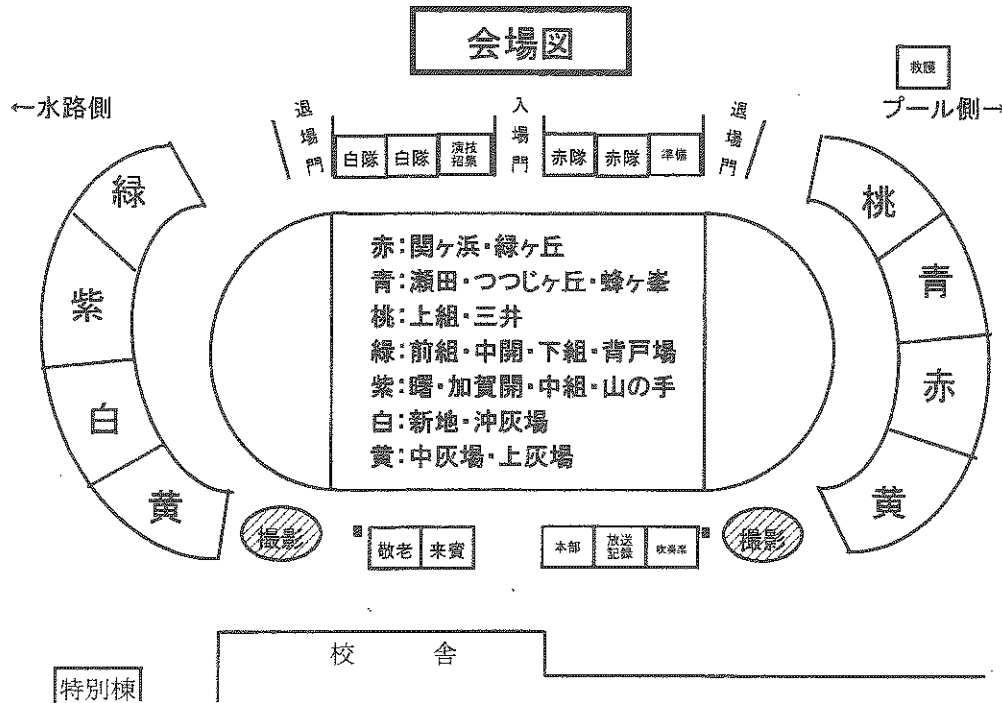 会場図
救護
←水路側
プール側→
退場門
入場門
退場門
白隊
白隊
演技招集
赤隊
赤隊
準備
緑
紫
白
黄
桃
青
赤
黄
赤:関ヶ浜・緑ヶ丘
青:瀬田・つつじヶ丘・蜂ヶ峯
桃:上組・三井
緑:前組・中開・下組・背戸場
紫:曙・加賀開・中組・山の手
白:新地・沖灰場
黄:中灰場・上灰場
撮影
敬老
来賓
本部
放送
記録
吹奏席
撮影
校舎
特別棟